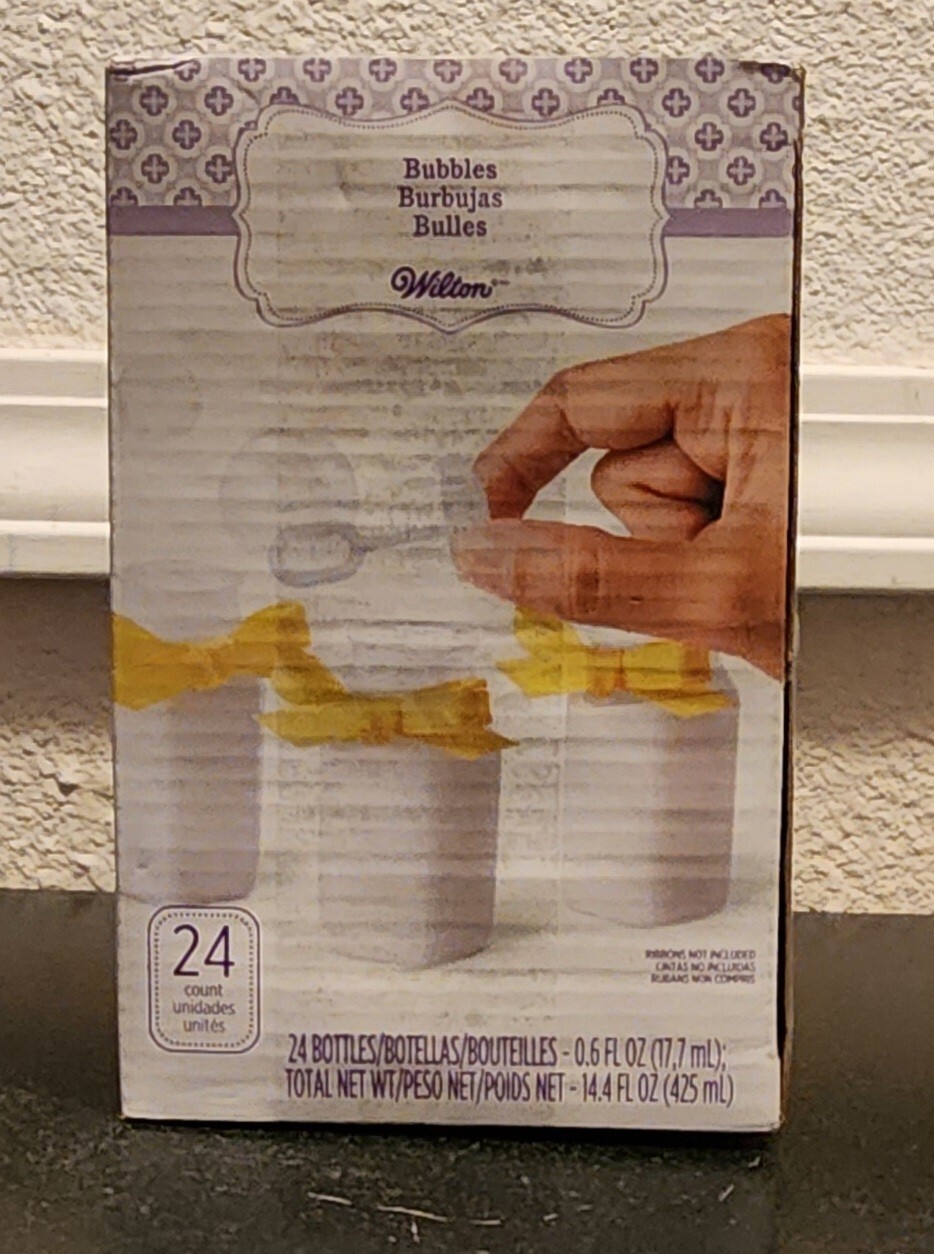 Bubbles
Burbujas
Bulles
Wilton
24
count
unidades
unités
RIBBONS NOT INCLUDED
CINTAS NO INCLUIDAS
RUBANS NON COMPRIS
24 BOTTLES/BOTELLAS/BOUTEILLES - 0.6 FL OZ (17,7 mL);
TOTAL NET WT/PESO NET/POIDS NET - 14.4 FL OZ (425 mL)